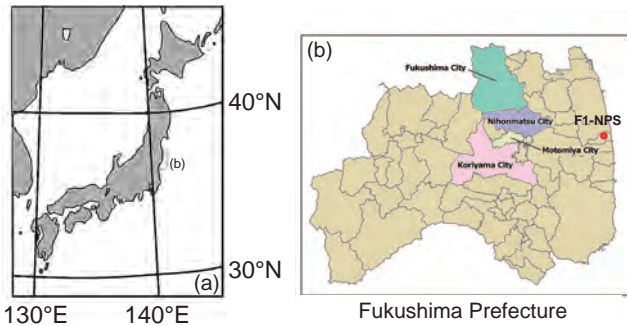 40°N
(b)
(a)
30°N
130°E
140°E
(b)
Fukushima City
Nihonmatsu City
F1-NPS
Motomiya City
Koriyama City
Fukushima Prefecture